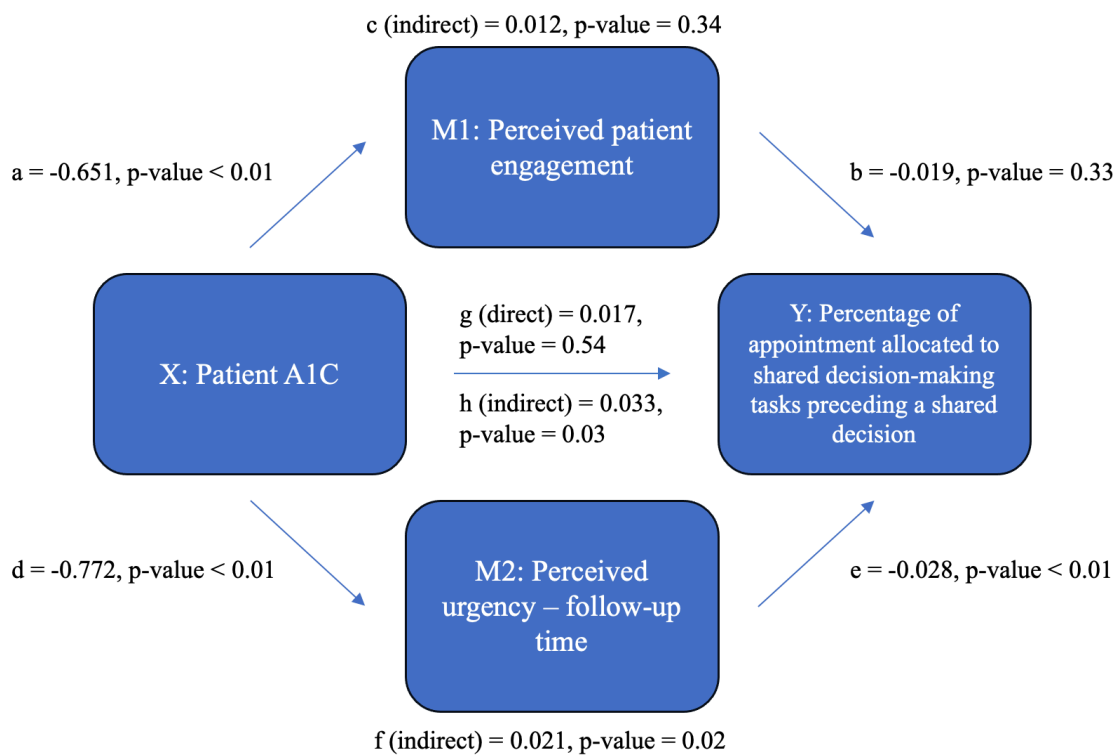 c (indirect) = 0.012, p-value = 0.34
M1: Perceived patient
engagement
a = -0.651, p-value < 0.01
b = -0.019, p-value = 0.33
X: Patient A1C
g (direct) = 0.017,
p-value = 0.54
h (indirect) = 0.033,
p-value = 0.03
Y: Percentage of
appointment allocated to
shared decision-making
tasks preceding a shared
decision
d = -0.772, p-value < 0.01
M2: Perceived
urgency – follow-up
time
e = -0.028, p-value < 0.01
f (indirect) = 0.021, p-value = 0.02